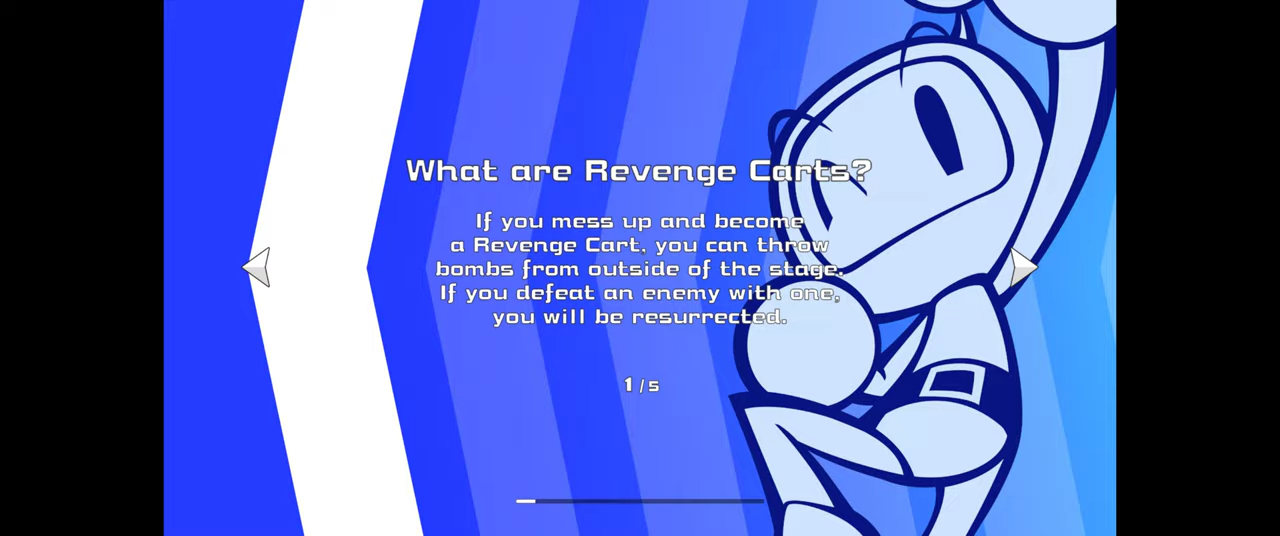 What are Revenge Carts?
If you mess up and become
a Revenge Cart, you can throw
bombs from outside of the stage.
If you defeat an enemy with one,
you will be resurrected.
1/5